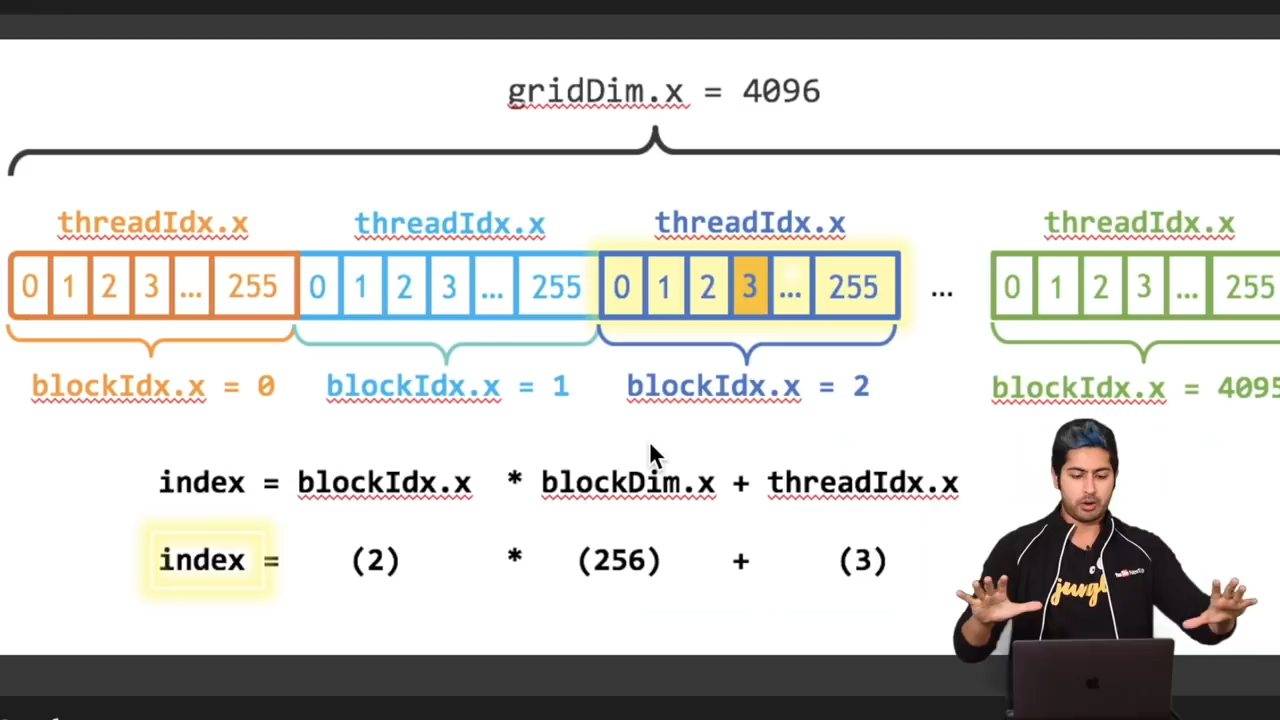 gridDim.x = 4096
threadIdx.x threadIdx.x threadIdx.x threadIdx.x
0 1 2 3 ... 255 0 1 2 3 ... 255 0 1 2 3 ... 255 ... 0 1 2 3 ... 255
blockIdx.x = 0 blockIdx.x = 1 blockIdx.x = 2 blockIdx.x = 4095
index = blockIdx.x * blockDim.x + threadIdx.x
index = (2) * (256) + (3)